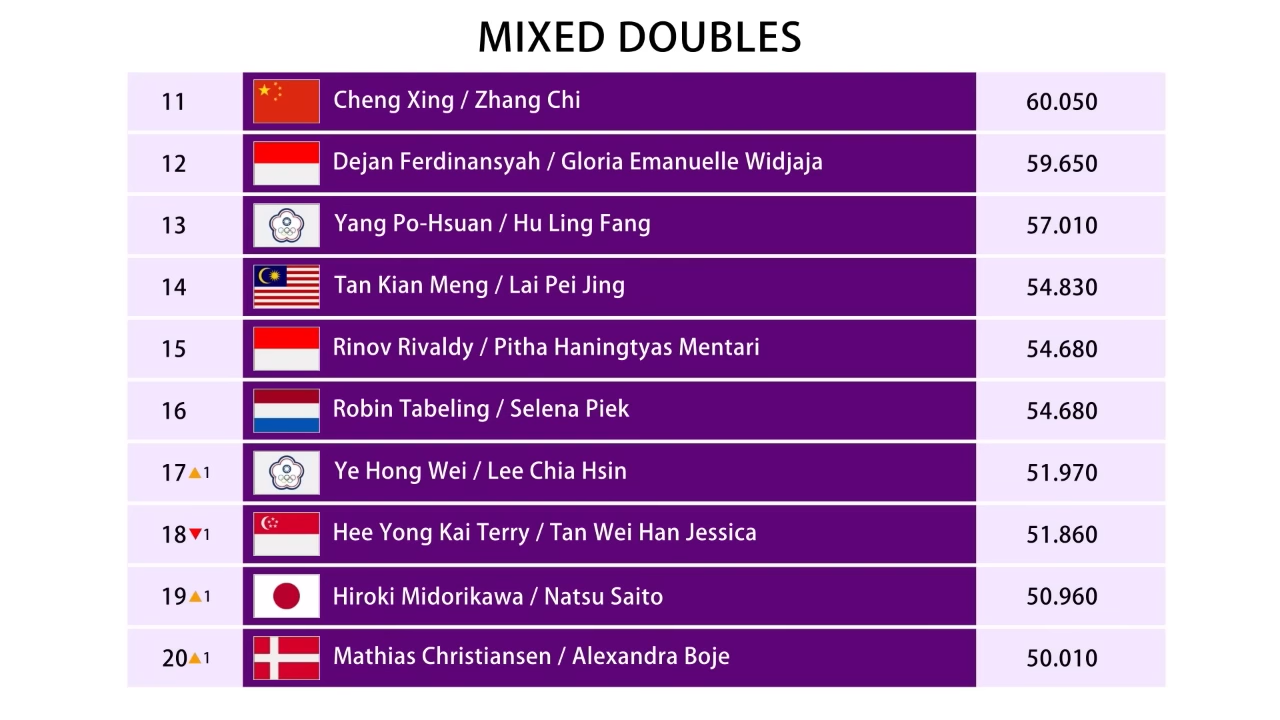 MIXED DOUBLES
11 Cheng Xing / Zhang Chi 60.050
12 Dejan Ferdinansyah / Gloria Emanuelle Widjaja 59.650
13 Yang Po-Hsuan / Hu Ling Fang 57.010
14 Tan Kian Meng / Lai Pei Jing 54.830
15 Rinov Rivaldy / Pitha Haningtyas Mentari 54.680
16 Robin Tabeling / Selena Piek 54.680
17▲1 Ye Hong Wei / Lee Chia Hsin 51.970
18▼1 Hee Yong Kai Terry / Tan Wei Han Jessica 51.860
19▲1 Hiroki Midorikawa / Natsu Saito 50.960
20▲1 Mathias Christiansen / Alexandra Boje 50.010